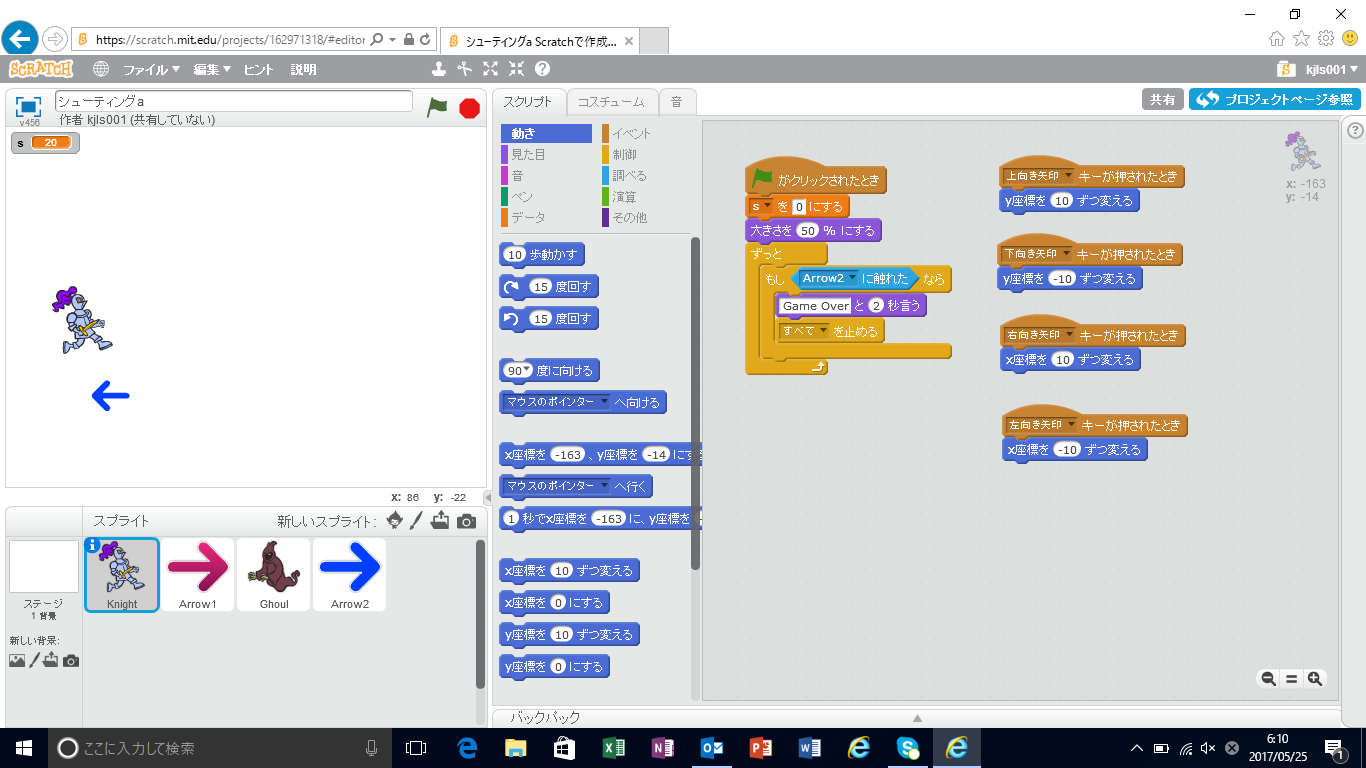 https://scratch.mit.edu/projects/162971318/#editor
シューティングa Scratchで作成...
SCRATCH
ファイル
編集
ヒント
説明
kjls001
シューティングa
作者 kjls001 (共有していない)
v456
スクリプト
コスチューム
音
共有
プロジェクトページ参照
s 20
動き
イベント
見た目
制御
音
調べる
ペン
演算
データ
その他
10 歩動かす
15 度回す
15 度回す
90 度に向ける
マウスのポインター へ向ける
x座標を -163 、y座標を -14 にす
マウスのポインター へ行く
1 秒でx座標を -163 に、y座標を
x座標を 10 ずつ変える
x座標を 0 にする
y座標を 10 ずつ変える
y座標を 0 にする
がクリックされたとき
s を 0 にする
大きさを 50 % にする
ずっと
もし Arrow2 に触れた なら
Game Over と 2 秒言う
すべて を止める
上向き矢印 キーが押されたとき
y座標を 10 ずつ変える
下向き矢印 キーが押されたとき
y座標を -10 ずつ変える
右向き矢印 キーが押されたとき
x座標を 10 ずつ変える
左向き矢印 キーが押されたとき
x座標を -10 ずつ変える
x: -163
y: -14
x: 86 y: -22
スプライト
新しいスプライト:
Knight
Arrow1
Ghoul
Arrow2
ステージ
1 背景
新しい背景:
バックパック
ここに入力して検索
6:10
2017/05/25
1